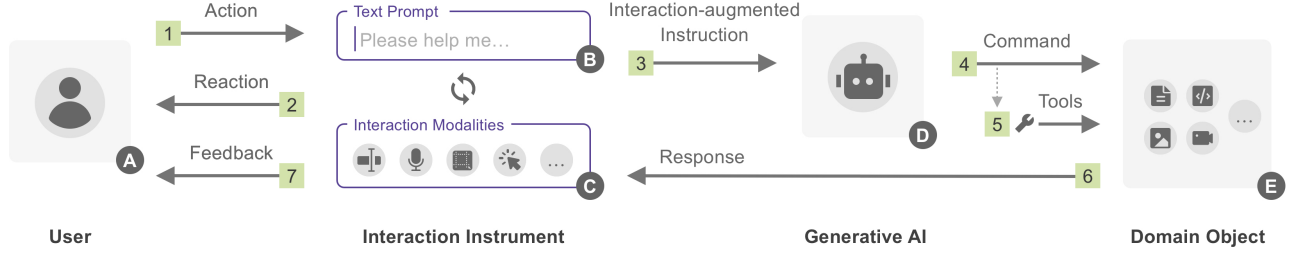 Action
1
Reaction
2
Feedback
7
A
User
Text Prompt
Please help me...
B
Interaction Modalities
...
C
Interaction Instrument
Interaction-augmented
Instruction
3
D
Generative AI
4
Command
5
Tools
Response
6
</>
...
E
Domain Object